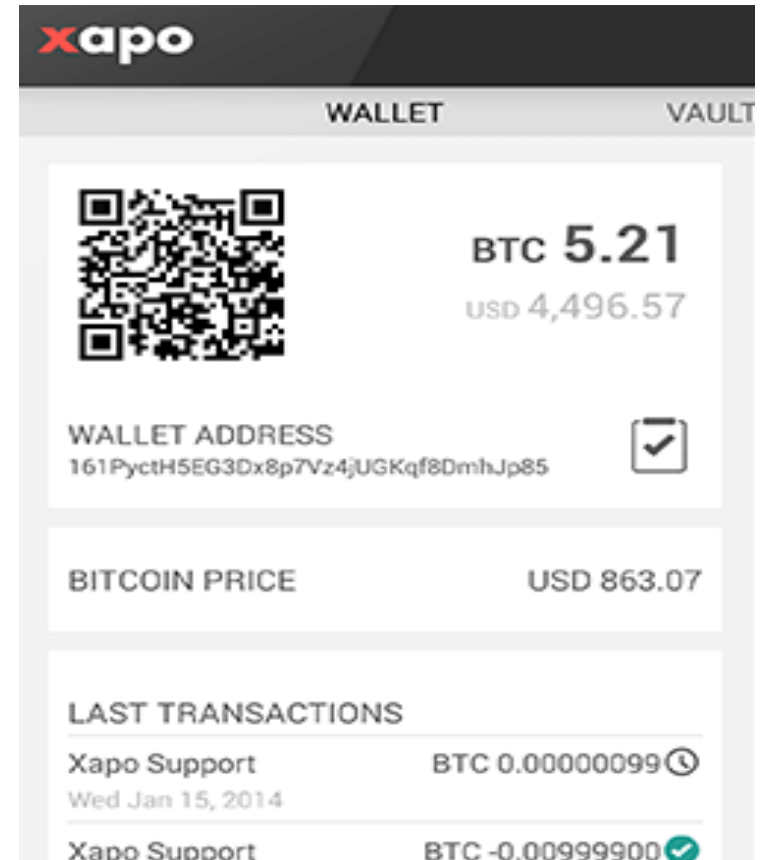 xapo
WALLET VAULT
BTC 5.21
USD 4,496.57
WALLET ADDRESS
161PyctH5EG3Dx8p7Vz4jUGKqf8DmhJp85
BITCOIN PRICE USD 863.07
LAST TRANSACTIONS
Xapo Support BTC 0.00000099
Wed Jan 15, 2014
Xapo Support BTC -0.00999900